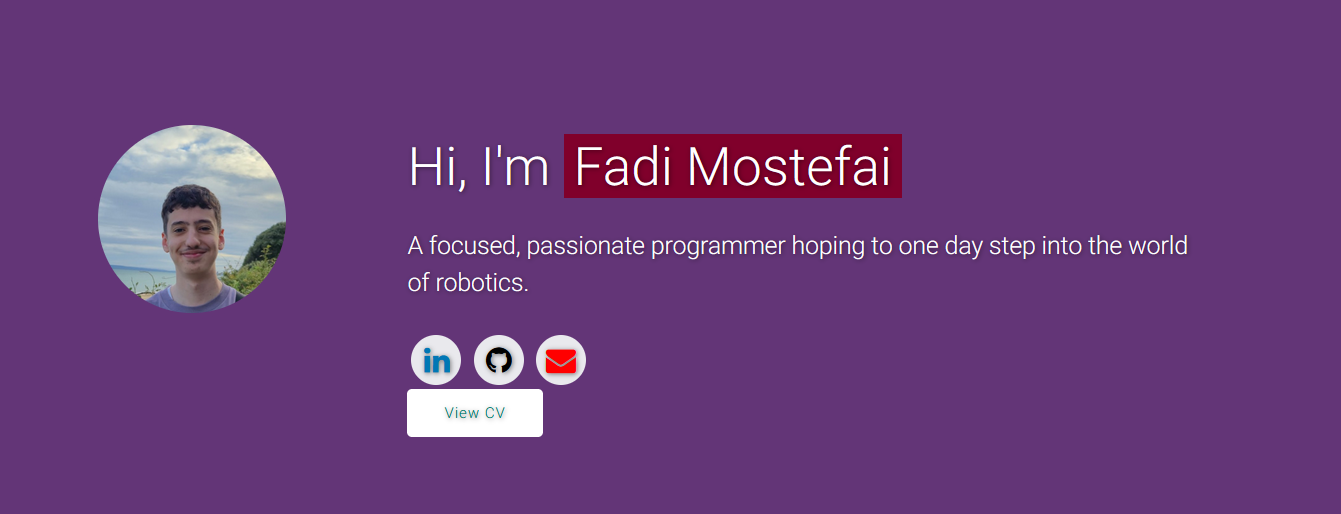 Hi, I'm Fadi Mostefai
A focused, passionate programmer hoping to one day step into the world
of robotics.
in
View CV